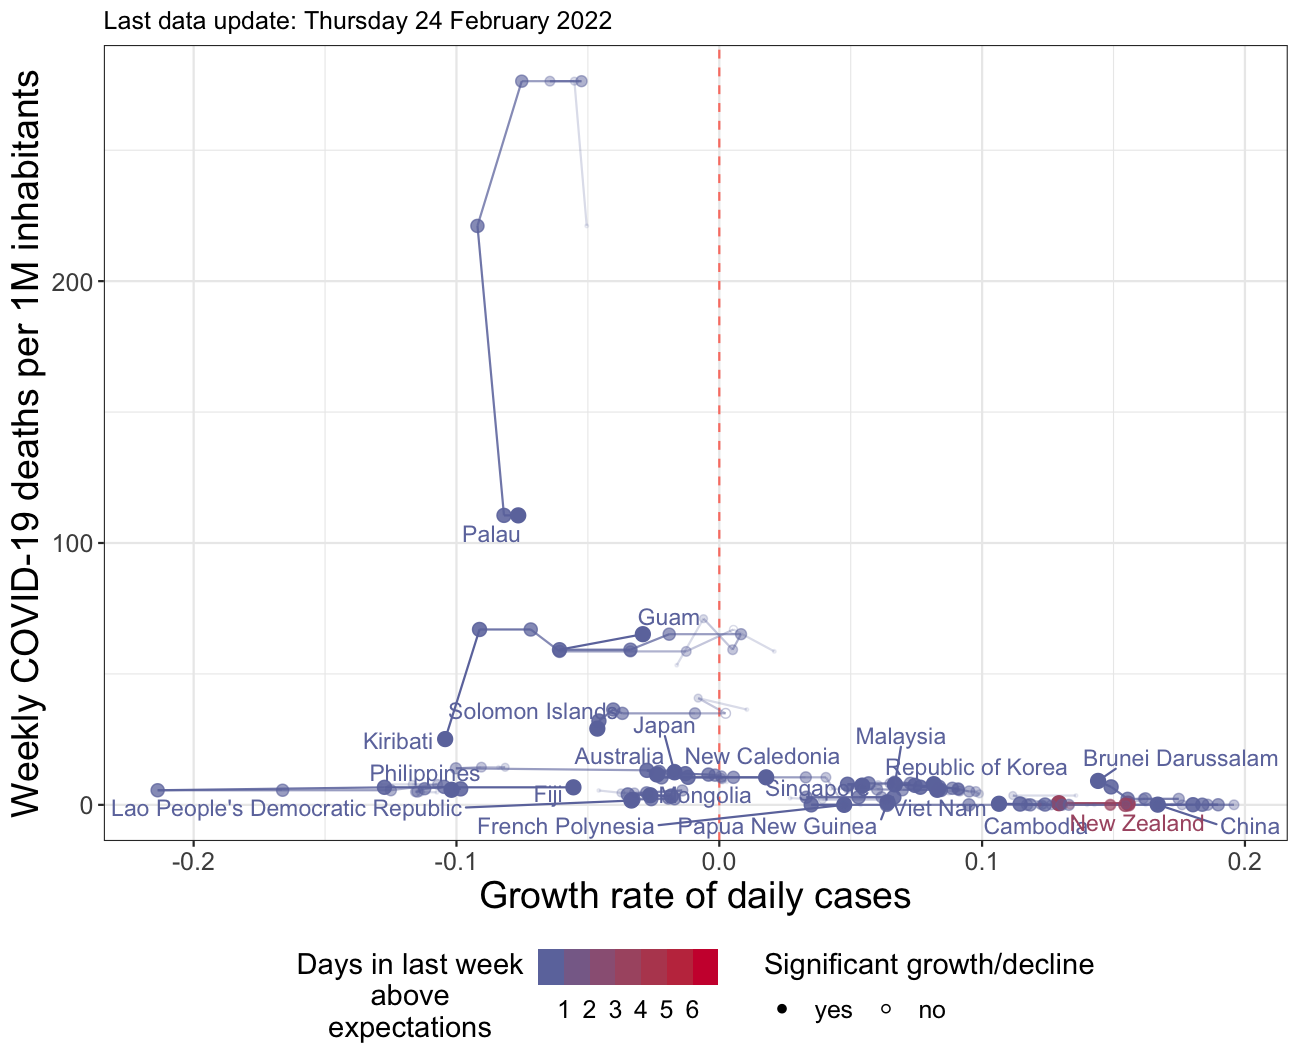 Last data update: Thursday 24 February 2022
Weekly COVID-19 deaths per 1M inhabitants
200
100
0
Palau
Guam
Solomon Islands
Japan
Kiribati
Malaysia
Australia
New Caledonia
Brunei Darussalam
Philippines
Republic of Korea
Fiji
Mongolia
Lao People's Democratic Republic
Viet Nam
French Polynesia
Papua New Guinea
Cambodia
New Zealand
China
-0.2
-0.1
0.0
0.1
0.2
Growth rate of daily cases
Days in last week
above
expectations
1 2 3 4 5 6
Significant growth/decline
yes
no